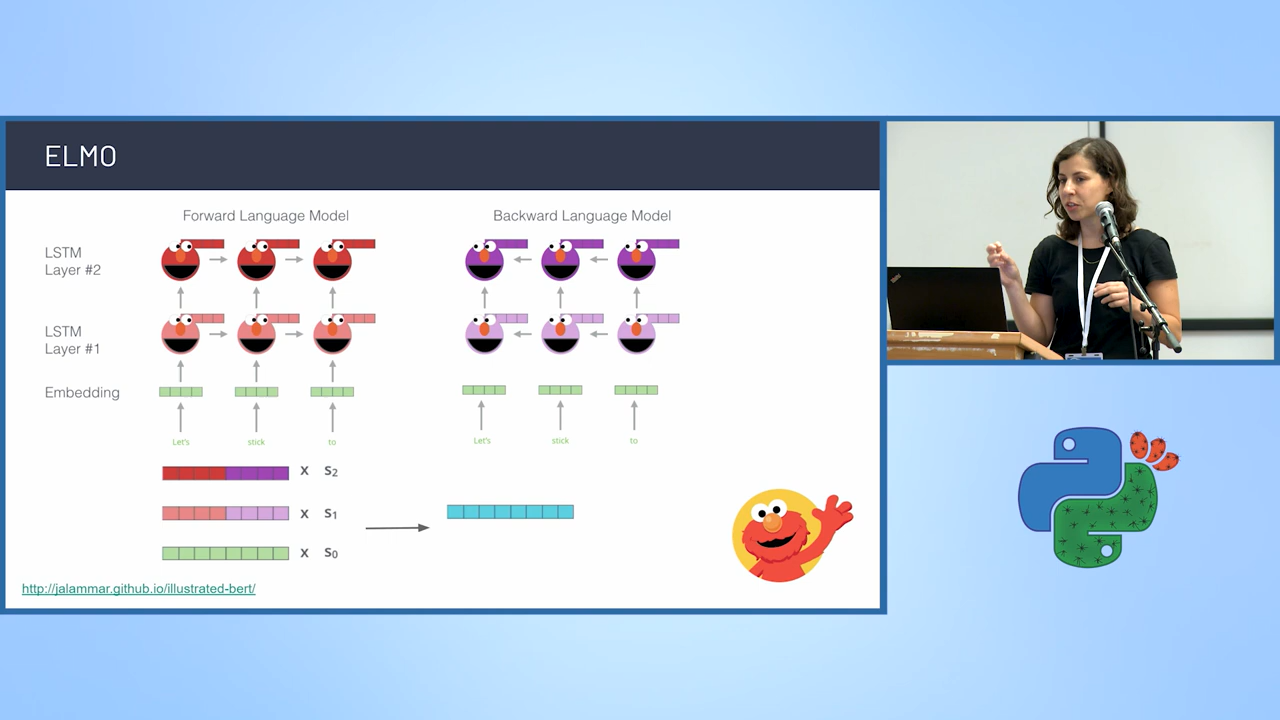 ELMO
Forward Language Model
Backward Language Model
LSTM
Layer #2
LSTM
Layer #1
Embedding
Let's stick to
Let's stick to
X S2
X S1
X S0
http://jalammar.github.io/illustrated-bert/